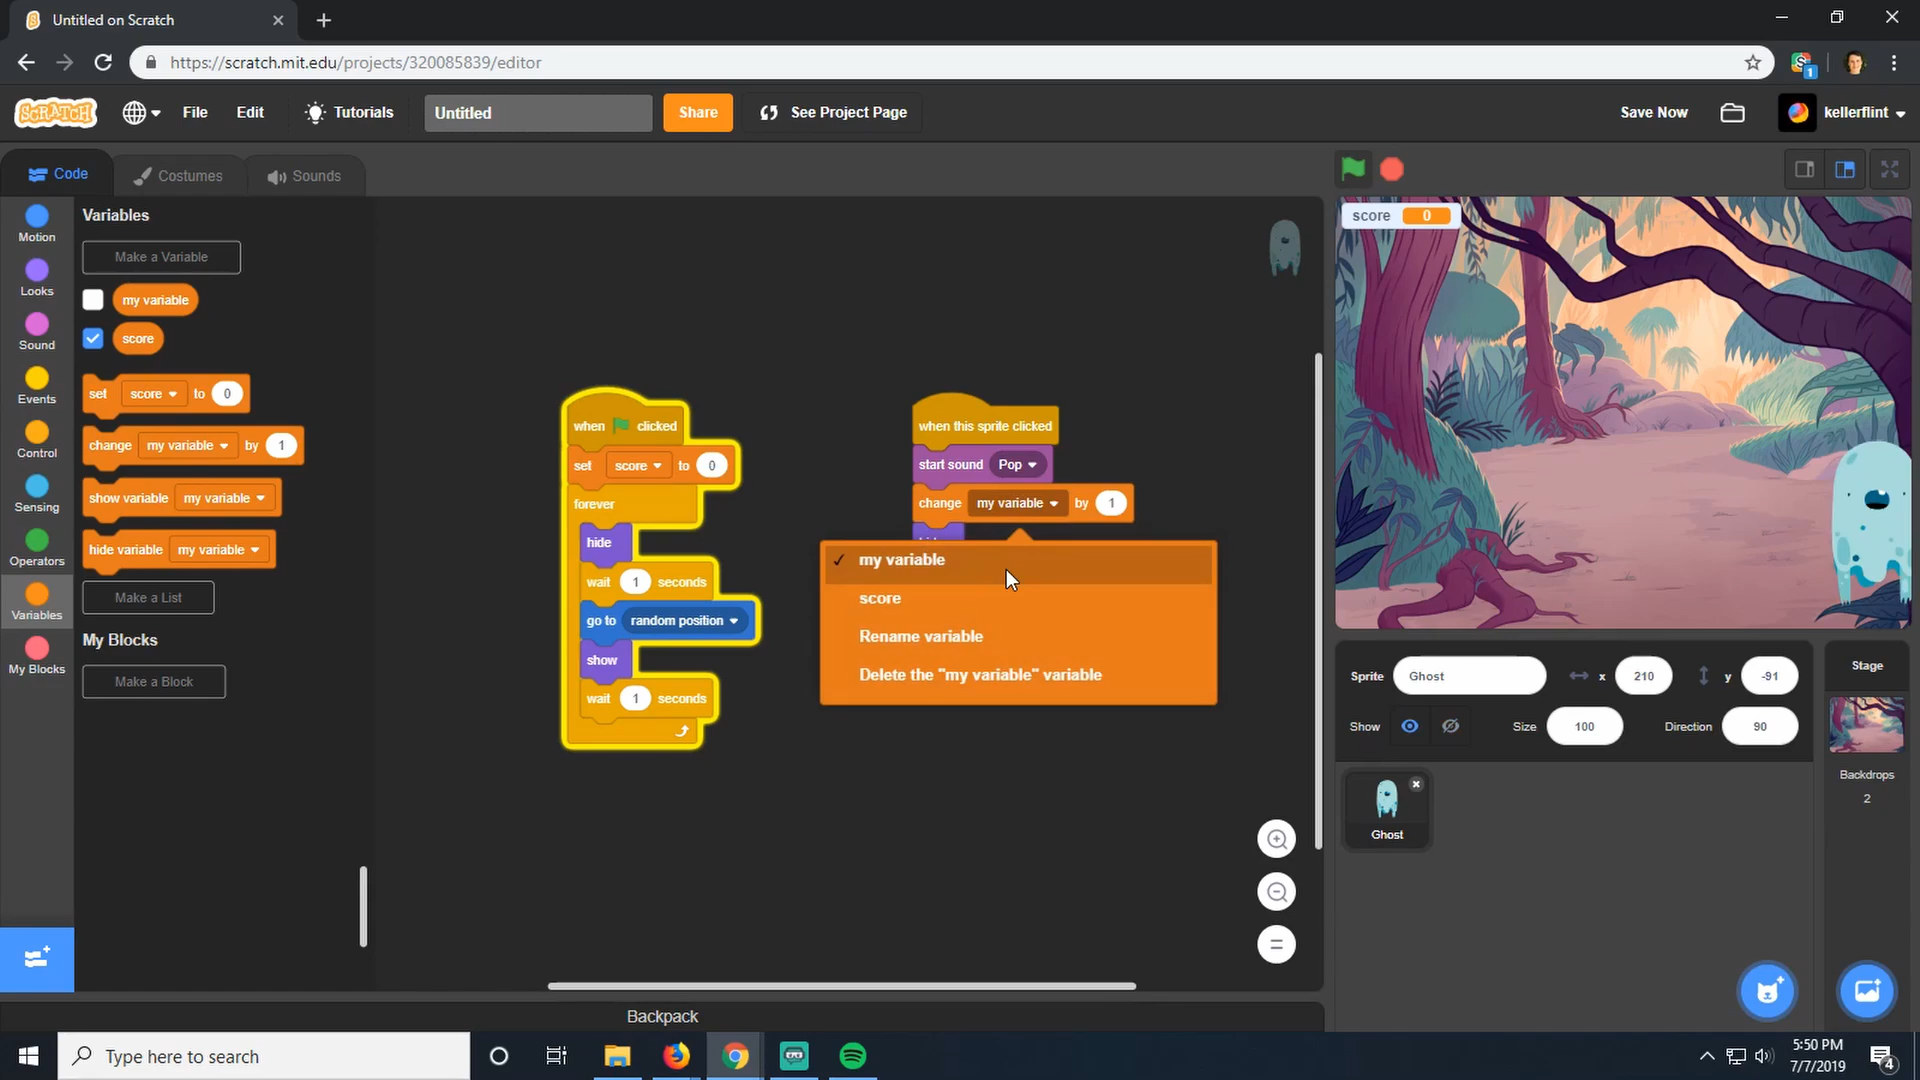 Untitled on Scratch
https://scratch.mit.edu/projects/320085839/editor
1
SCRATCH
File
Edit
Tutorials
Untitled
Share
See Project Page
Save Now
kellerflint
Code
Costumes
Sounds
Motion
Looks
Sound
Events
Control
Sensing
Operators
Variables
My Blocks
Variables
Make a Variable
my variable
score
set score to 0
change my variable by 1
show variable my variable
hide variable my variable
Make a List
My Blocks
Make a Block
when clicked
set score to 0
forever
hide
wait 1 seconds
go to random position
show
wait 1 seconds
when this sprite clicked
start sound Pop
change my variable by 1
✓ my variable
score
Rename variable
Delete the "my variable" variable
score 0
Sprite Ghost x 210 y -91
Show Size 100 Direction 90
Ghost
Stage
Backdrops
2
Backpack
Type here to search
5:50 PM
7/7/2019
4